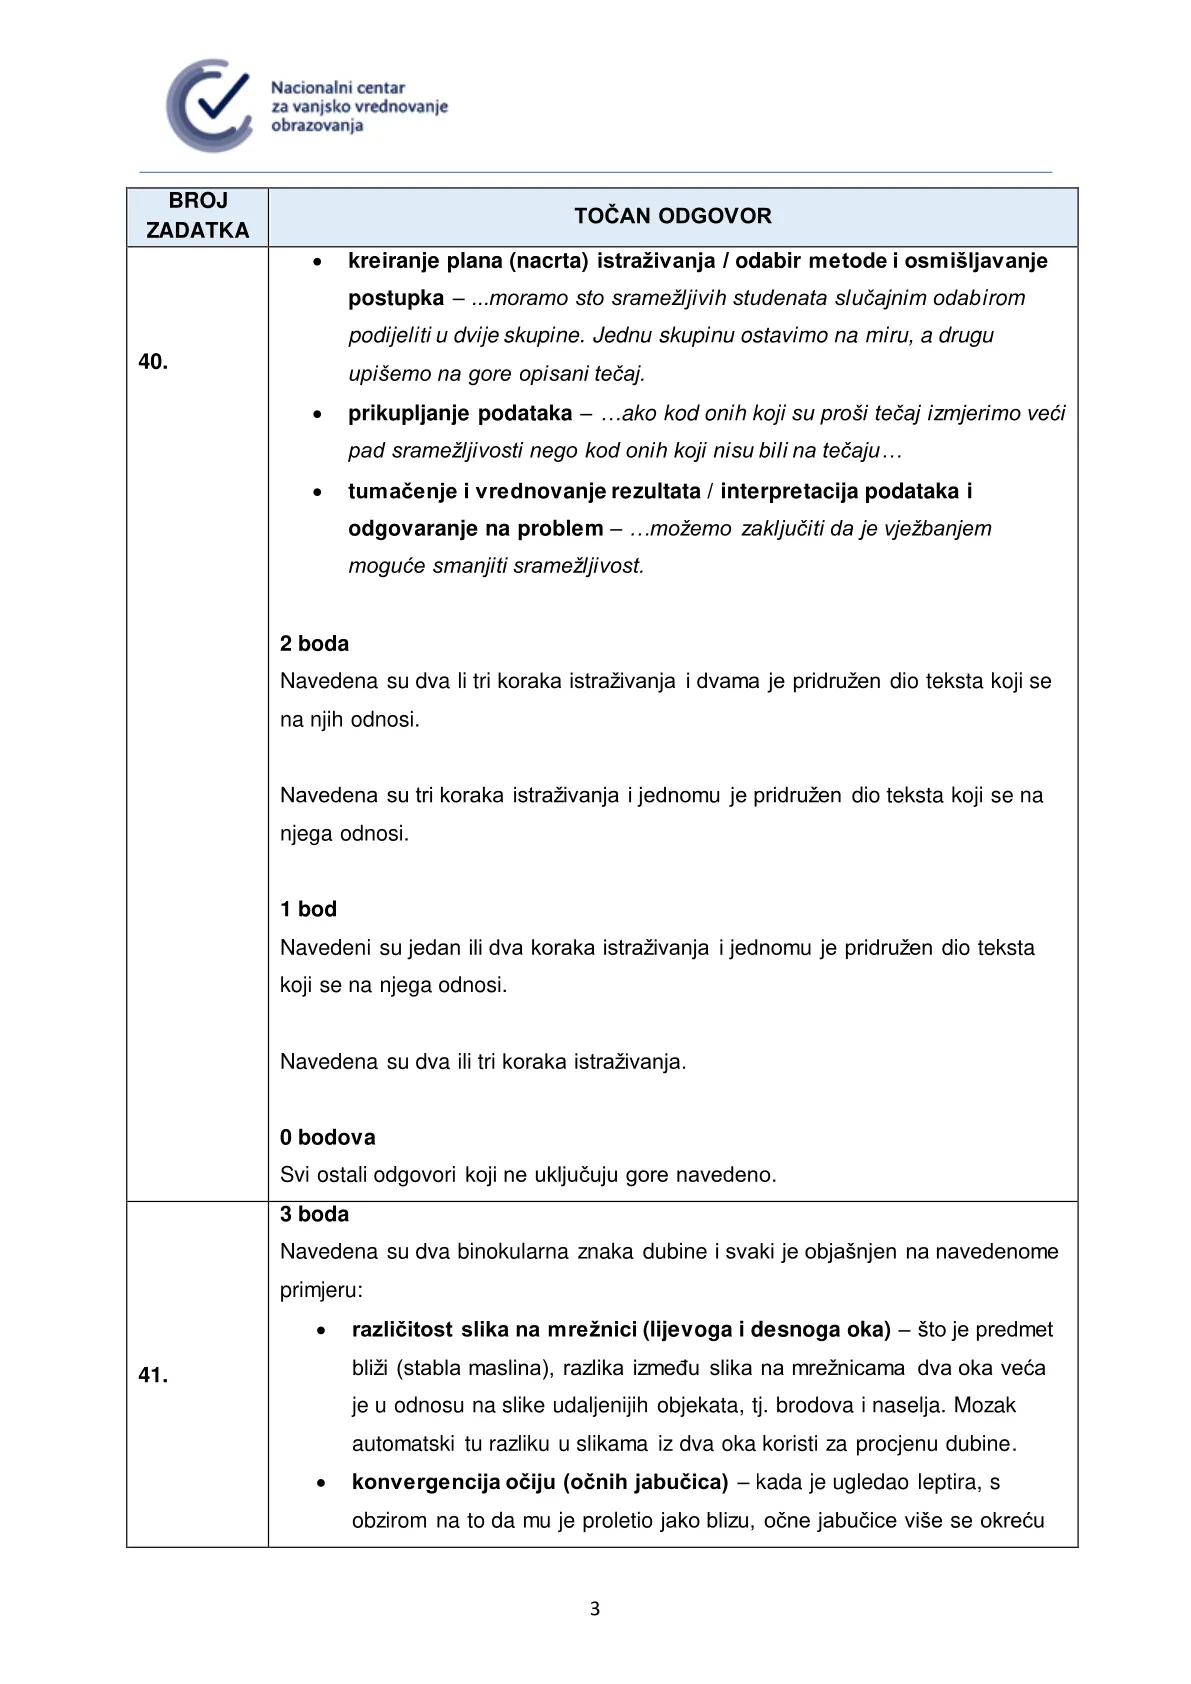 Nacionalni centar
za vanjsko vrednovanje
obrazovanja
BROJ
ZADATKA
TOČAN ODGOVOR
40.
• kreiranje plana (nacrta) istraživanja / odabir metode i osmišljavanje
postupka – ...moramo sto sramežljivih studenata slučajnim odabirom
podijeliti u dvije skupine. Jednu skupinu ostavimo na miru, a drugu
upišemo na gore opisani tečaj.
• prikupljanje podataka – …ako kod onih koji su proši tečaj izmjerimo veći
pad sramežljivosti nego kod onih koji nisu bili na tečaju…
• tumačenje i vrednovanje rezultata / interpretacija podataka i
odgovaranje na problem – …možemo zaključiti da je vježbanjem
moguće smanjiti sramežljivost.
2 boda
Navedena su dva li tri koraka istraživanja i dvama je pridružen dio teksta koji se
na njih odnosi.
Navedena su tri koraka istraživanja i jednomu je pridružen dio teksta koji se na
njega odnosi.
1 bod
Navedeni su jedan ili dva koraka istraživanja i jednomu je pridružen dio teksta
koji se na njega odnosi.
Navedena su dva ili tri koraka istraživanja.
0 bodova
Svi ostali odgovori koji ne uključuju gore navedeno.
41.
3 boda
Navedena su dva binokularna znaka dubine i svaki je objašnjen na navedenome
primjeru:
• različitost slika na mrežnici (lijevoga i desnoga oka) – što je predmet
bliži (stabla maslina), razlika između slika na mrežnicama dva oka veća
je u odnosu na slike udaljenijih objekata, tj. brodova i naselja. Mozak
automatski tu razliku u slikama iz dva oka koristi za procjenu dubine.
• konvergencija očiju (očnih jabučica) – kada je ugledao leptira, s
obzirom na to da mu je proletio jako blizu, očne jabučice više se okreću
3